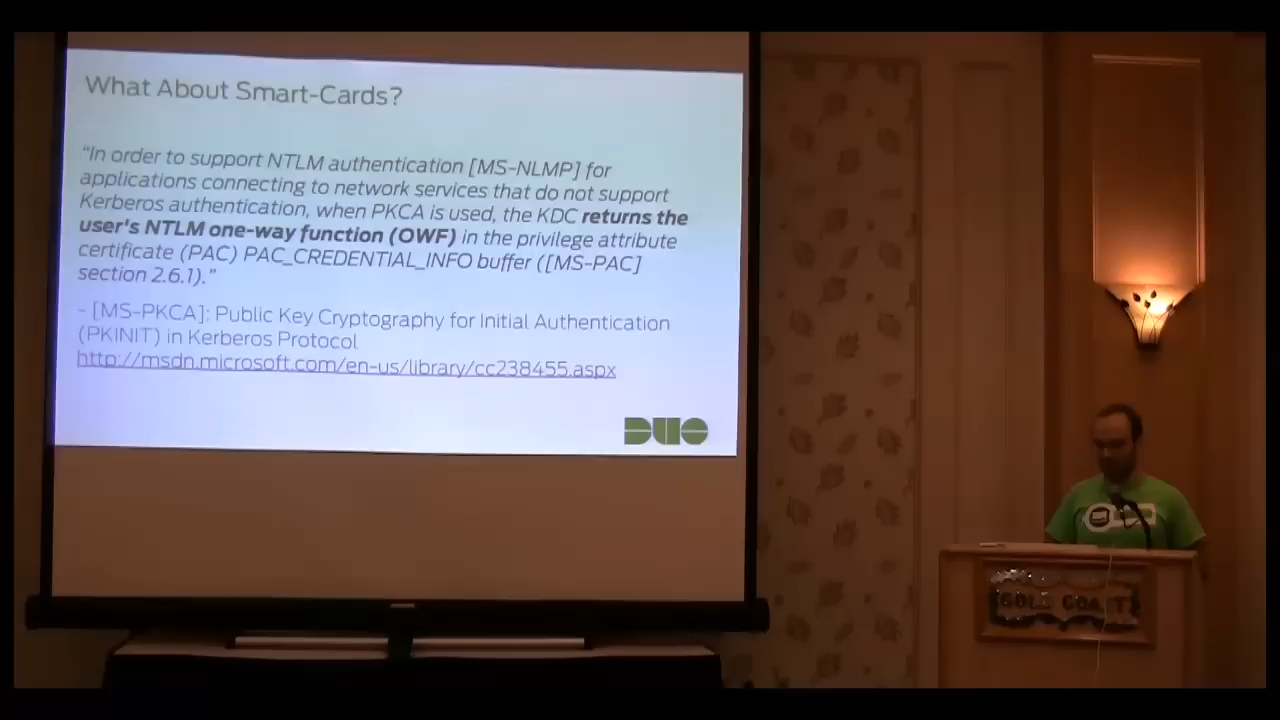 What About Smart-Cards?
"In order to support NTLM authentication [MS-NLMP] for
applications connecting to network services that do not support
Kerberos authentication, when PKCA is used, the KDC returns the
user's NTLM one-way function (OWF) in the privilege attribute
certificate (PAC) PAC_CREDENTIAL_INFO buffer ([MS-PAC]
section 2.6.1)."
- [MS-PKCA]: Public Key Cryptography for Initial Authentication
(PKINIT) in Kerberos Protocol
http://msdn.microsoft.com/en-us/library/cc238455.aspx
DUO
GOLD COAST